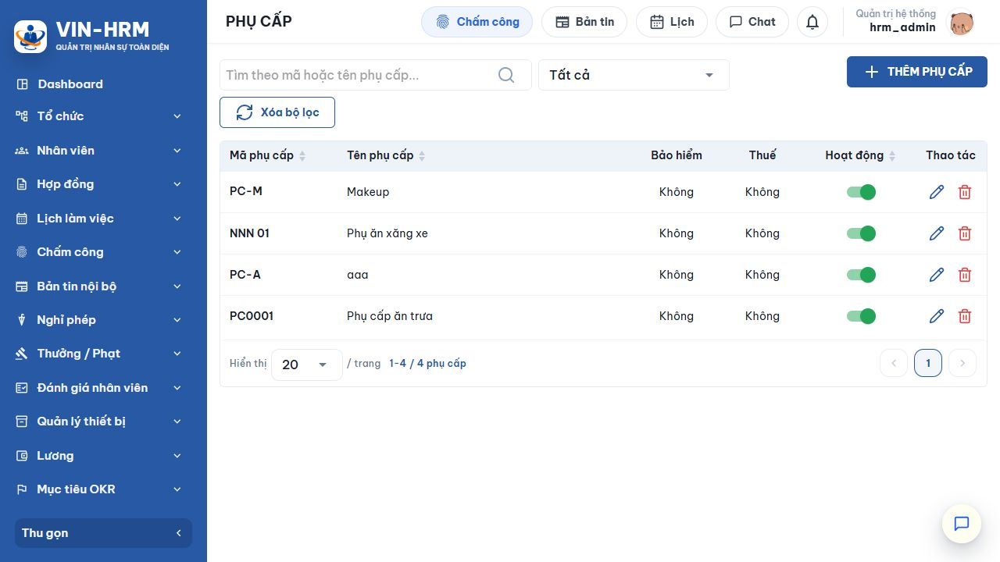 VIN-HRM
QUẢN TRỊ NHÂN SỰ TOÀN DIỆN
Dashboard
Tổ chức
Nhân viên
Hợp đồng
Lịch làm việc
Chấm công
Bản tin nội bộ
Nghỉ phép
Thưởng / Phạt
Đánh giá nhân viên
Quản lý thiết bị
Lương
Mục tiêu OKR
Thu gọn
PHỤ CẤP
Chấm công
Bản tin
Lịch
Chat
Quản trị hệ thống
hrm_admin
Tìm theo mã hoặc tên phụ cấp...
Tất cả
THÊM PHỤ CẤP
Xóa bộ lọc
Mã phụ cấp Tên phụ cấp Bảo hiểm Thuế Hoạt động Thao tác
PC-M Makeup Không Không
NNN 01 Phụ ăn xăng xe Không Không
PC-A aaa Không Không
PC0001 Phụ cấp ăn trưa Không Không
Hiển thị 20 / trang 1-4 / 4 phụ cấp 1